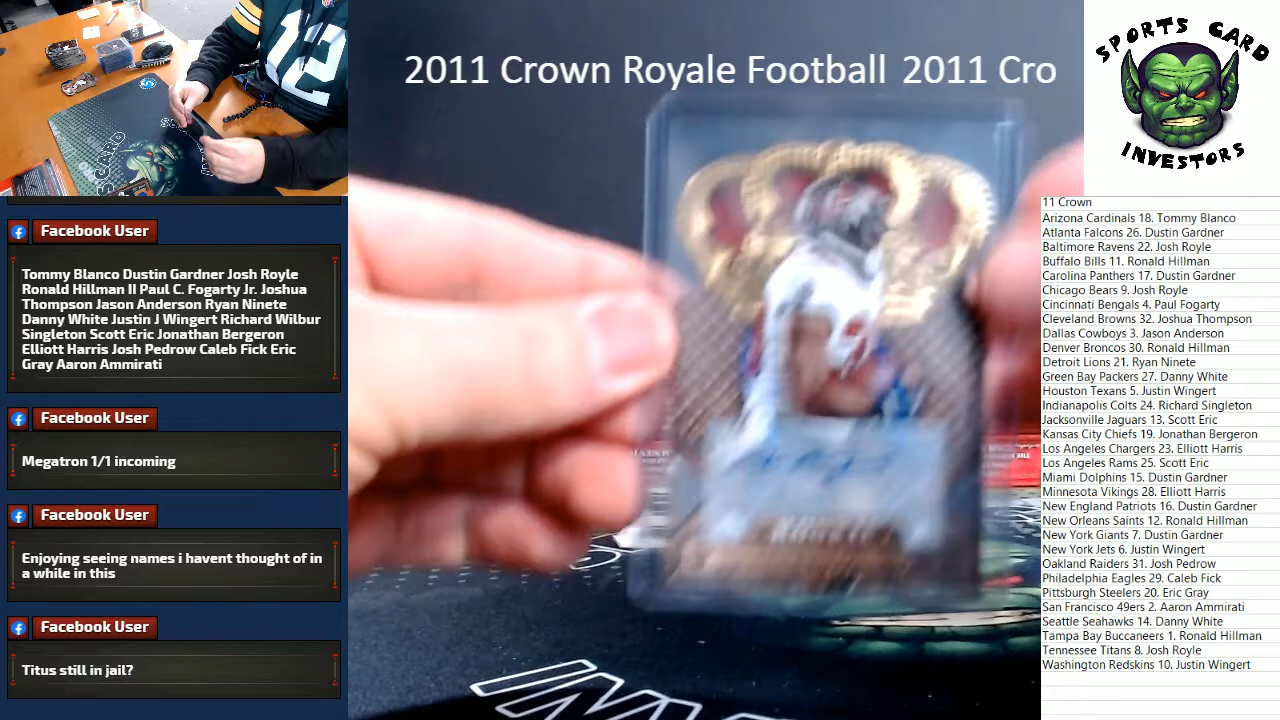 2011 Crown Royale Football 2011 Cro
SPORTS CARD
INVESTORS
Facebook User
Tommy Blanco Dustin Gardner Josh Royle
Ronald Hillman II Paul C. Fogarty Jr. Joshua
Thompson Jason Anderson Ryan Ninete
Danny White Justin J Wingert Richard Wilbur
Singleton Scott Eric Jonathan Bergeron
Elliott Harris Josh Pedrow Caleb Fick Eric
Gray Aaron Ammirati
Facebook User
Megatron 1/1 incoming
Facebook User
Enjoying seeing names i havent thought of in
a while in this
Facebook User
Titus still in jail?
11 Crown
Arizona Cardinals 18. Tommy Blanco
Atlanta Falcons 26. Dustin Gardner
Baltimore Ravens 22. Josh Royle
Buffalo Bills 11. Ronald Hillman
Carolina Panthers 17. Dustin Gardner
Chicago Bears 9. Josh Royle
Cincinnati Bengals 4. Paul Fogarty
Cleveland Browns 32. Joshua Thompson
Dallas Cowboys 3. Jason Anderson
Denver Broncos 30. Ronald Hillman
Detroit Lions 21. Ryan Ninete
Green Bay Packers 27. Danny White
Houston Texans 5. Justin Wingert
Indianapolis Colts 24. Richard Singleton
Jacksonville Jaguars 13. Scott Eric
Kansas City Chiefs 19. Jonathan Bergeron
Los Angeles Chargers 23. Elliott Harris
Los Angeles Rams 25. Scott Eric
Miami Dolphins 15. Dustin Gardner
Minnesota Vikings 28. Elliott Harris
New England Patriots 16. Dustin Gardner
New Orleans Saints 12. Ronald Hillman
New York Giants 7. Dustin Gardner
New York Jets 6. Justin Wingert
Oakland Raiders 31. Josh Pedrow
Philadelphia Eagles 29. Caleb Fick
Pittsburgh Steelers 20. Eric Gray
San Francisco 49ers 2. Aaron Ammirati
Seattle Seahawks 14. Danny White
Tampa Bay Buccaneers 1. Ronald Hillman
Tennessee Titans 8. Josh Royle
Washington Redskins 10. Justin Wingert
12